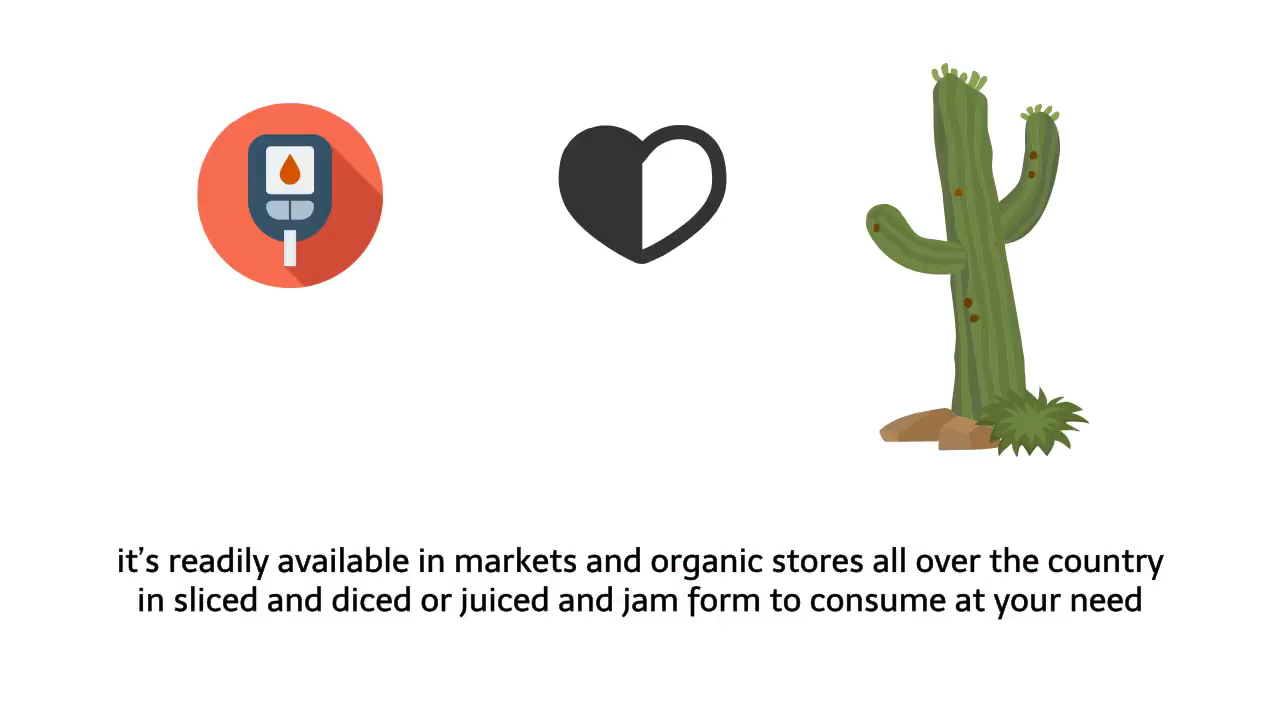 it's readily available in markets and organic stores all over the country
in sliced and diced or juiced and jam form to consume at your need